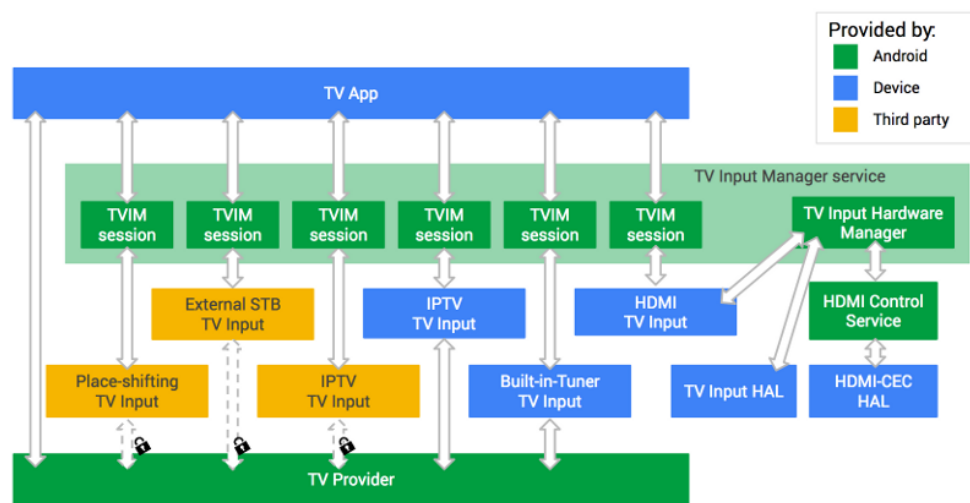 Provided by:
Android
Device
Third party
TV App
TV Input Manager service
TVIM
session
TVIM
session
TVIM
session
TVIM
session
TVIM
session
TVIM
session
TV Input Hardware
Manager
External STB
TV Input
IPTV
TV Input
HDMI
TV Input
HDMI Control
Service
Place-shifting
TV Input
IPTV
TV Input
Built-in-Tuner
TV Input
TV Input HAL
HDMI-CEC
HAL
TV Provider